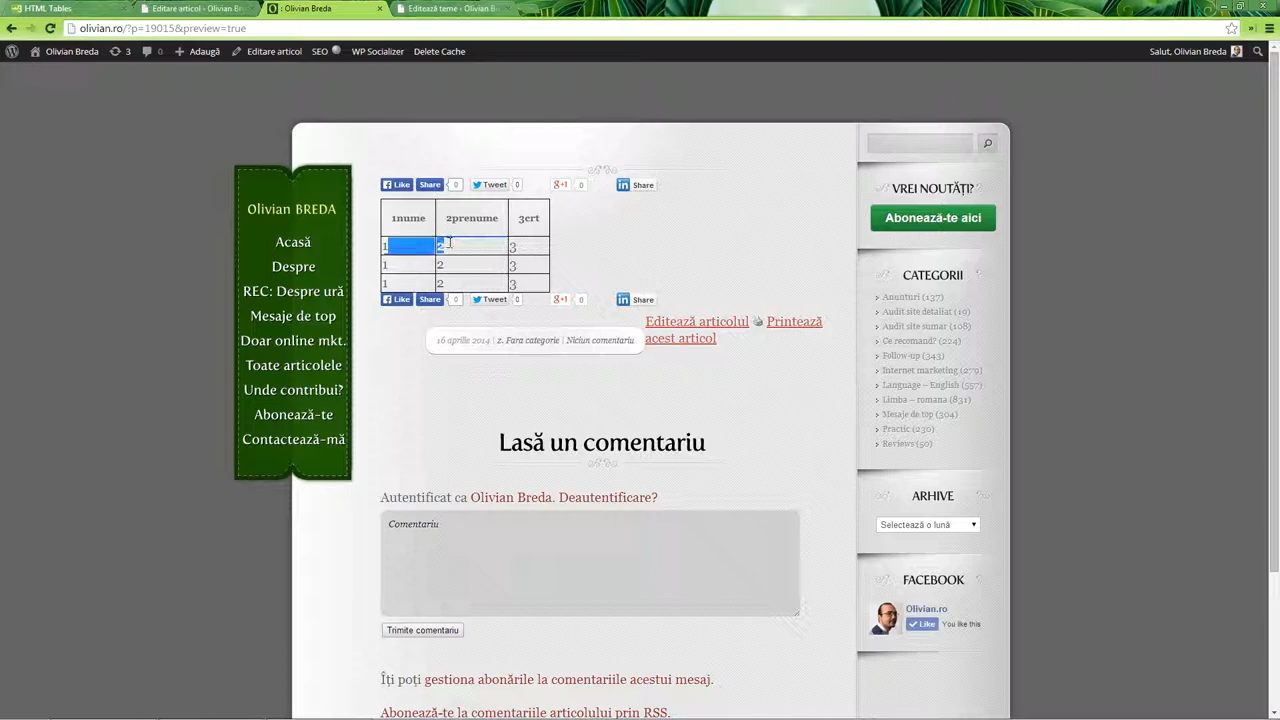 HTML Tables
Editare articol ‹ Olivian Bre
: Olivian Breda
Editează teme ‹ Olivian B
olivian.ro/?p=19015&preview=true
Olivian Breda 3 0 Adaugă Editare articol SEO WP Socializer Delete Cache Salut, Olivian Breda
Olivian BREDA
Acasă
Despre
REC: Despre ură
Mesaje de top
Doar online mkt.
Toate articolele
Unde contribui?
Abonează-te
Contactează-mă
Like Share 0 Tweet 0 +1 0 Share
1nume 2prenume 3crt
1 2 3
1 2 3
1 2 3
Like Share 0 Tweet 0 +1 0 Share
Editează articolul Printează
acest articol
16 aprilie 2014 | z. Fara categorie | Niciun comentariu
Lasă un comentariu
Autentificat ca Olivian Breda. Deautentificare?
Comentariu
Trimite comentariu
Îți poți gestiona abonările la comentariile acestui mesaj.
Abonează-te la comentariile articolului prin RSS.
VREI NOUTĂȚI?
Abonează-te aici
CATEGORII
Anunturi (137)
Audit site detaliat (19)
Audit site sumar (108)
Ce recomand? (224)
Follow-up (343)
Internet marketing (279)
Language – English (557)
Limba – romana (831)
Mesaje de top (304)
Practic (230)
Reviews (50)
ARHIVE
Selectează o lună
FACEBOOK
Olivian.ro
Like You like this